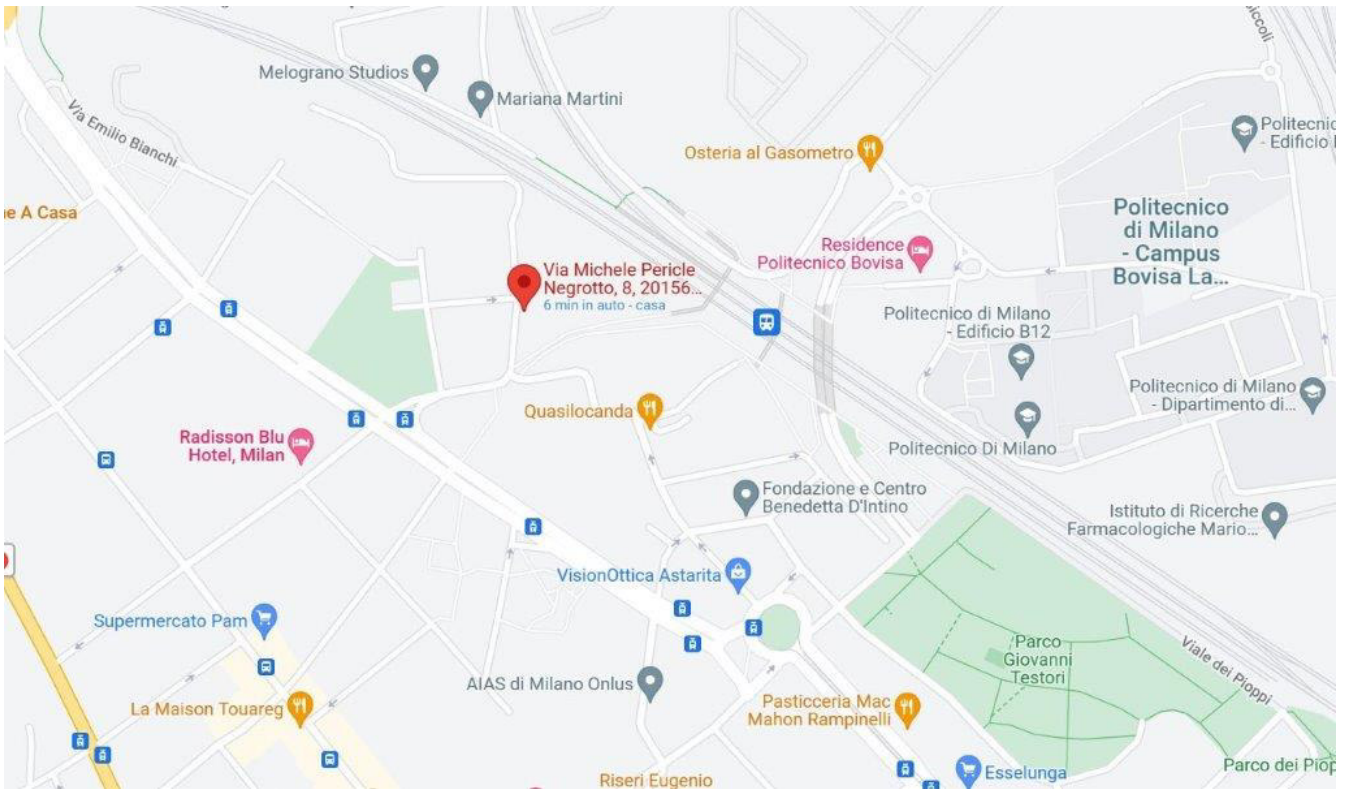 iccoli
Melograno Studios
Mariana Martini
Via Emilio Bianchi
Politecnic
- Edificio
Osteria al Gasometro
e A Casa
Politecnico
di Milano
- Campus
Bovisa La...
Residence
Politecnico Bovisa
Via Michele Pericle
Negrotto, 8, 20156...
6 min in auto - casa
Politecnico di Milano
- Edificio B12
Politecnico di Milano
- Dipartimento di...
Quasilocanda
Radisson Blu
Hotel, Milan
Politecnico Di Milano
Fondazione e Centro
Benedetta D'Intino
Istituto di Ricerche
Farmacologiche Mario...
VisionOttica Astarita
Supermercato Pam
Parco
Giovanni
Testori
Viale dei Pioppi
AIAS di Milano Onlus
La Maison Touareg
Pasticceria Mac
Mahon Rampinelli
Parco dei Piop
Esselunga
Riseri Eugenio